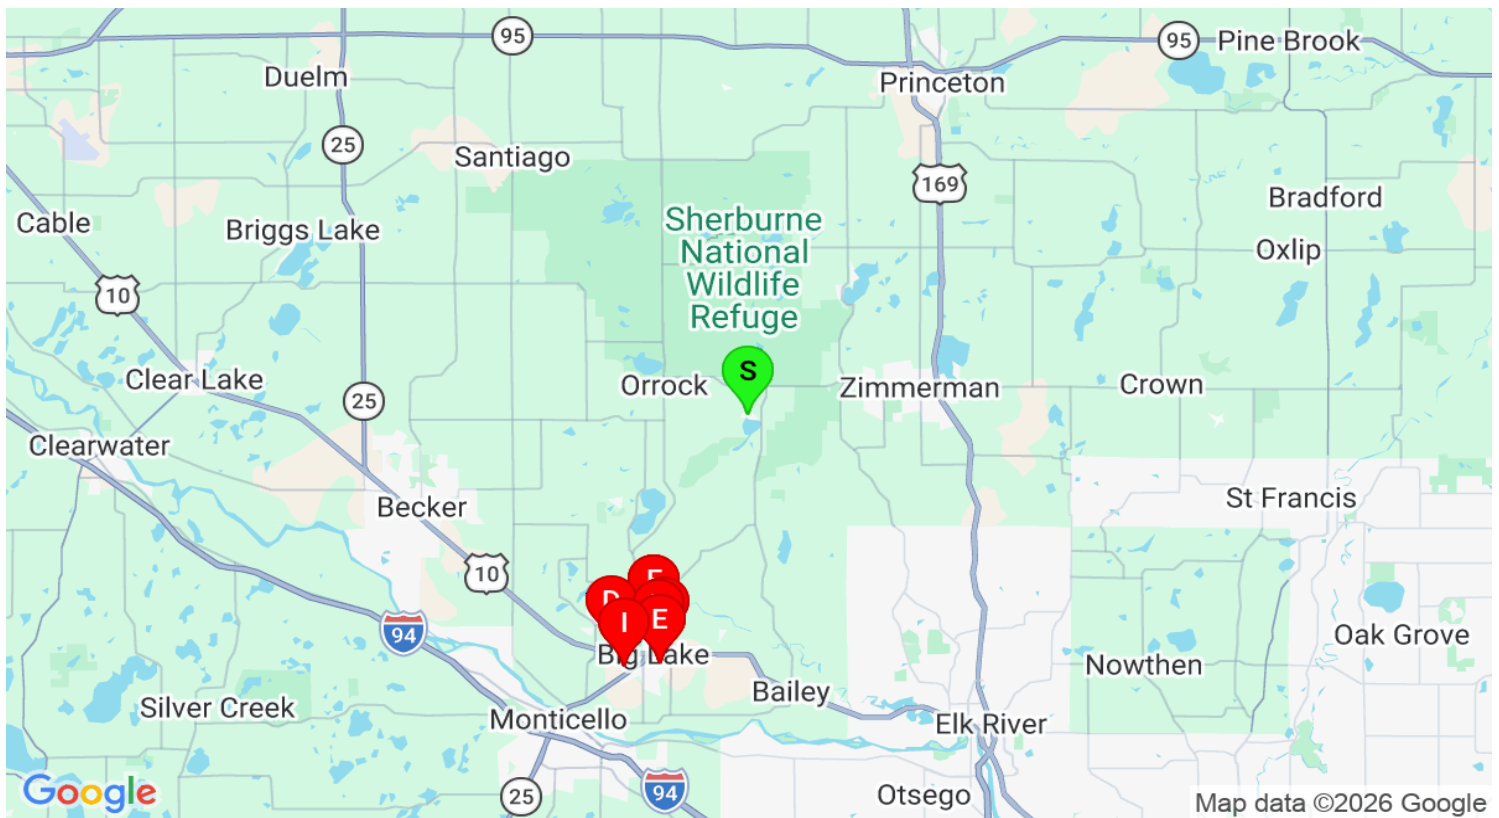 95
95
Pine Brook
Duelm
Princeton
25
Santiago
169
Bradford
Cable
Briggs Lake
Sherburne
National
Wildlife
Refuge
Oxlip
10
S
Clear Lake
Orrock
Zimmerman
Crown
25
Clearwater
Becker
St Francis
10
D
I
E
94
Big Lake
Oak Grove
Nowthen
Silver Creek
Bailey
Monticello
Elk River
Google
25
94
Otsego
Map data ©2026 Google